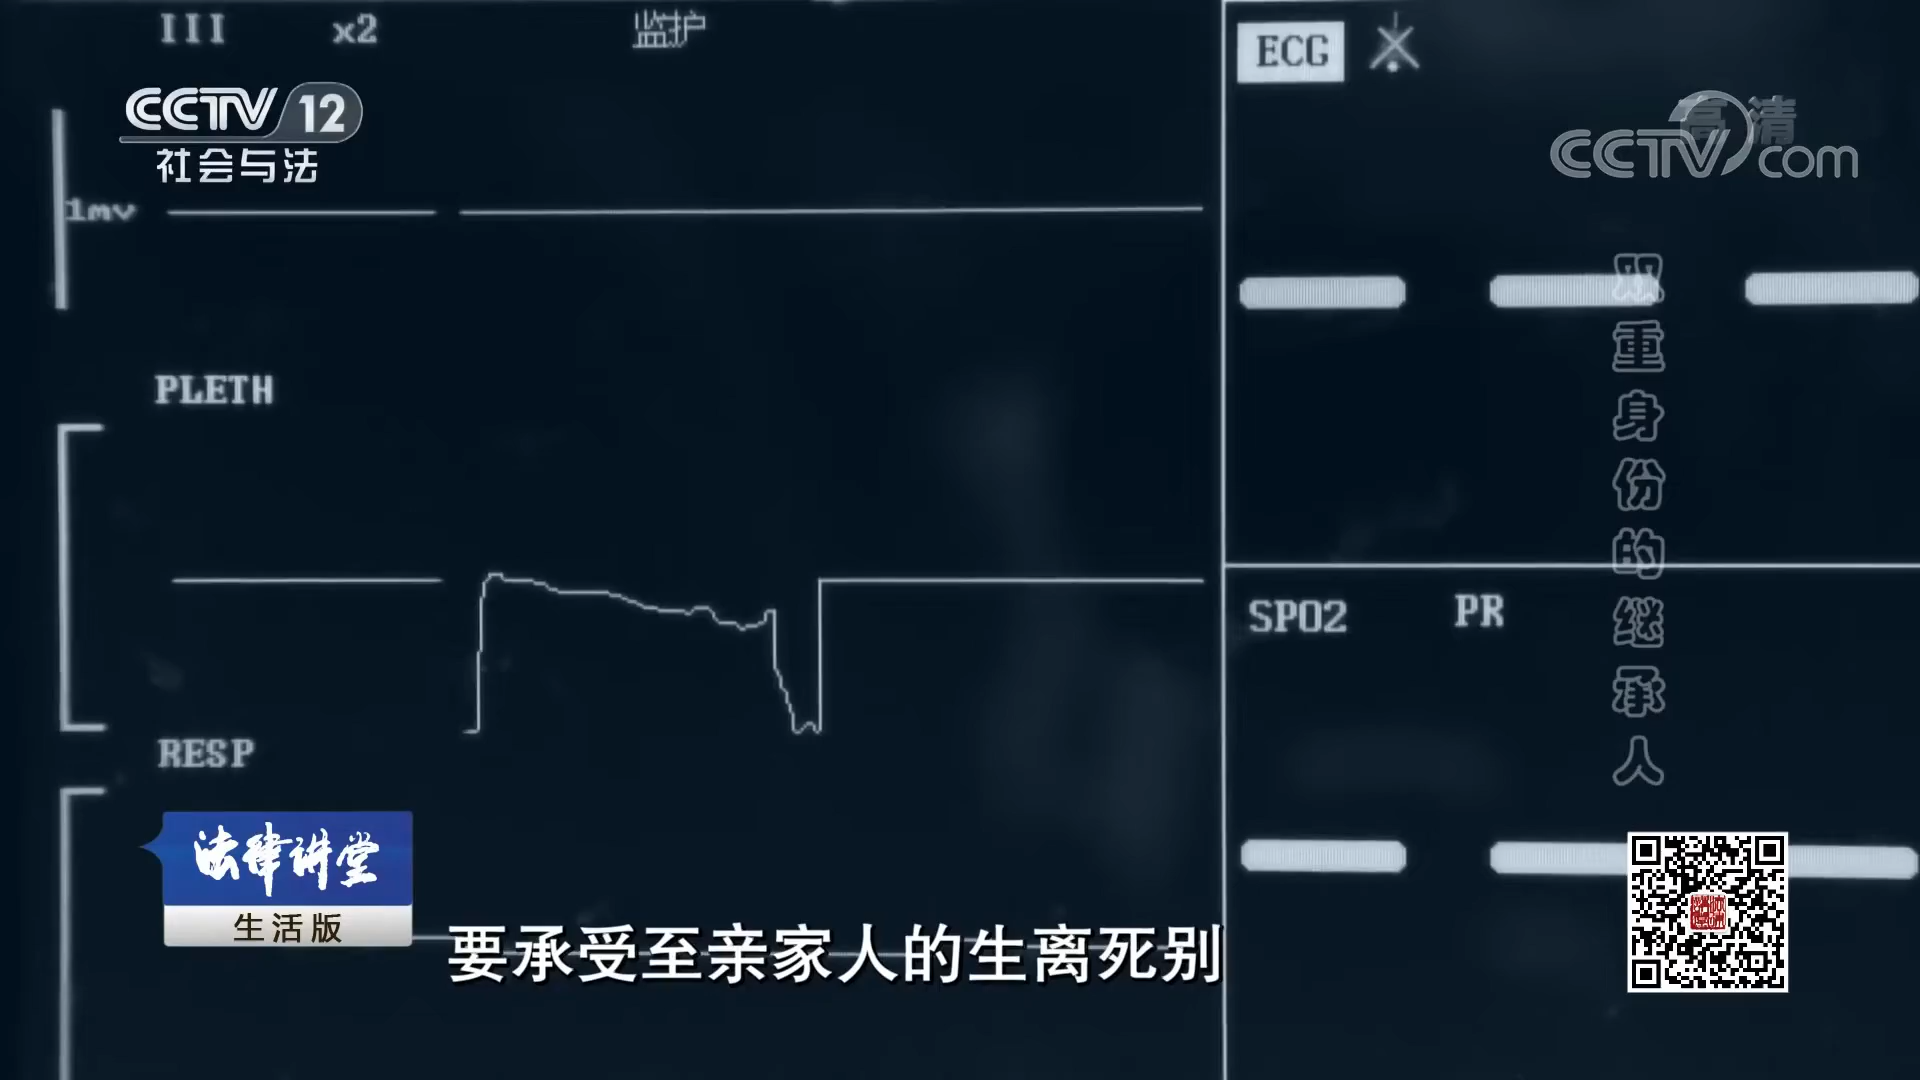 III x2 监护
ECG
CCTV 12
社会与法
高清
CCTV.com
1mv
双重身份的继承人
PLETH
SPO2 PR
RESP
法律讲堂
生活版
要承受至亲家人的生离死别